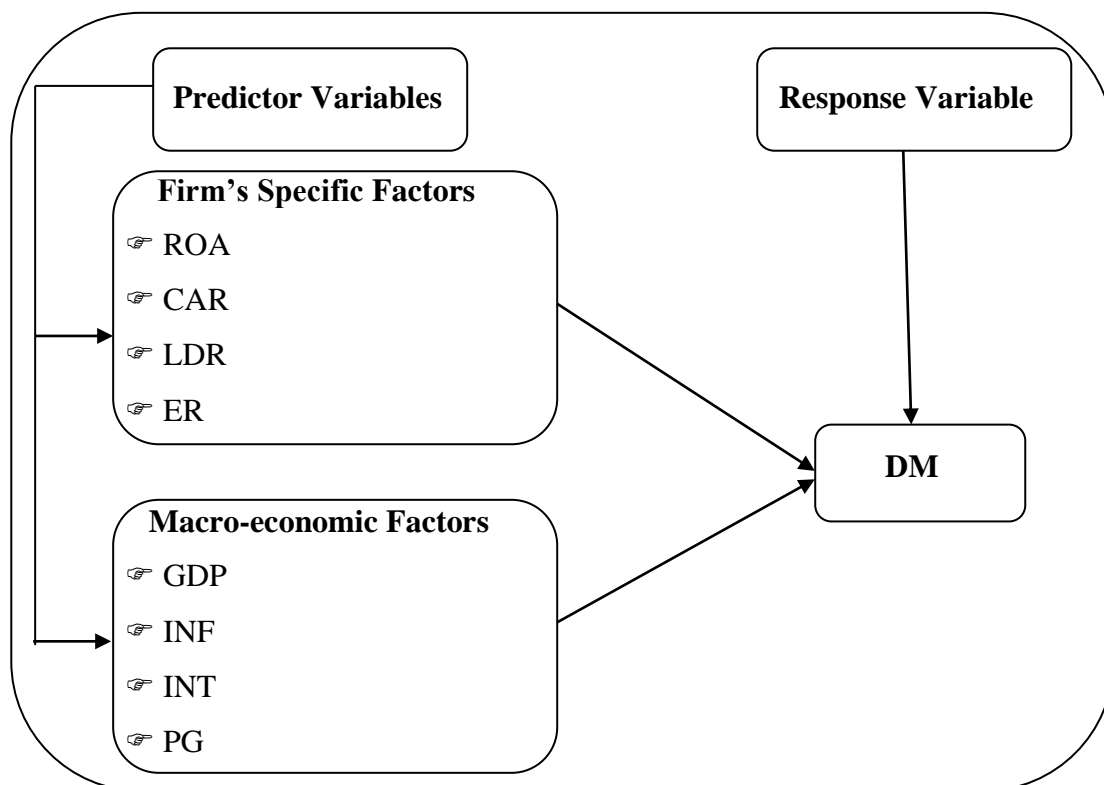 Predictor Variables
Response Variable
Firm's Specific Factors
☞ ROA
☞ CAR
☞ LDR
☞ ER
DM
Macro-economic Factors
☞ GDP
☞ INF
☞ INT
☞ PG